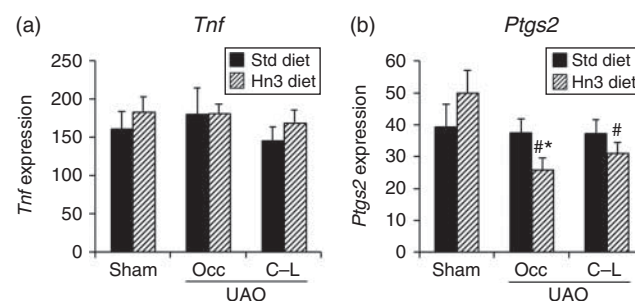 (a) Tnf
Std diet
Hn3 diet
Tnf expression
250
200
150
100
50
0
Sham Occ C–L
UAO
(b) Ptgs2
Std diet
Hn3 diet
Ptgs2 expression
60
50
40
30
20
10
0
#* #
Sham Occ C–L
UAO